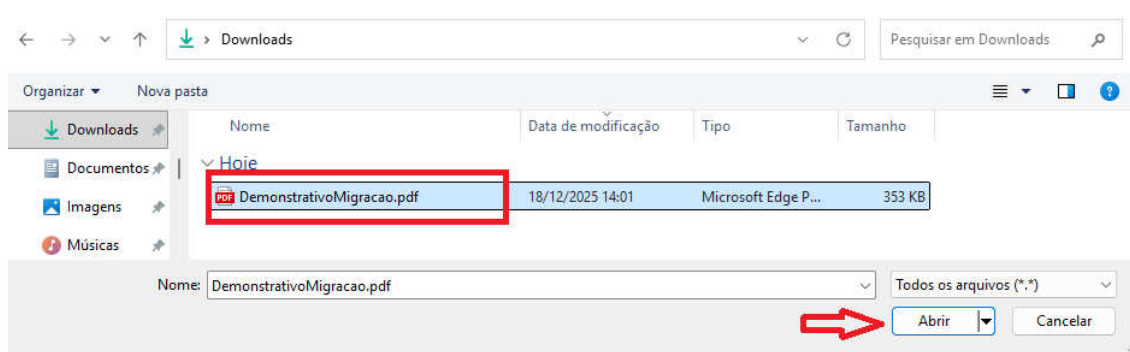 Downloads
Pesquisar em Downloads
Organizar
Nova pasta
Downloads
Documentos
Imagens
Músicas
Nome
Data de modificação
Tipo
Tamanho
Hoje
PDF
DemonstrativoMigracao.pdf
18/12/2025 14:01
Microsoft Edge P...
353 KB
Nome:
DemonstrativoMigracao.pdf
Todos os arquivos (*.*)
Abrir
Cancelar